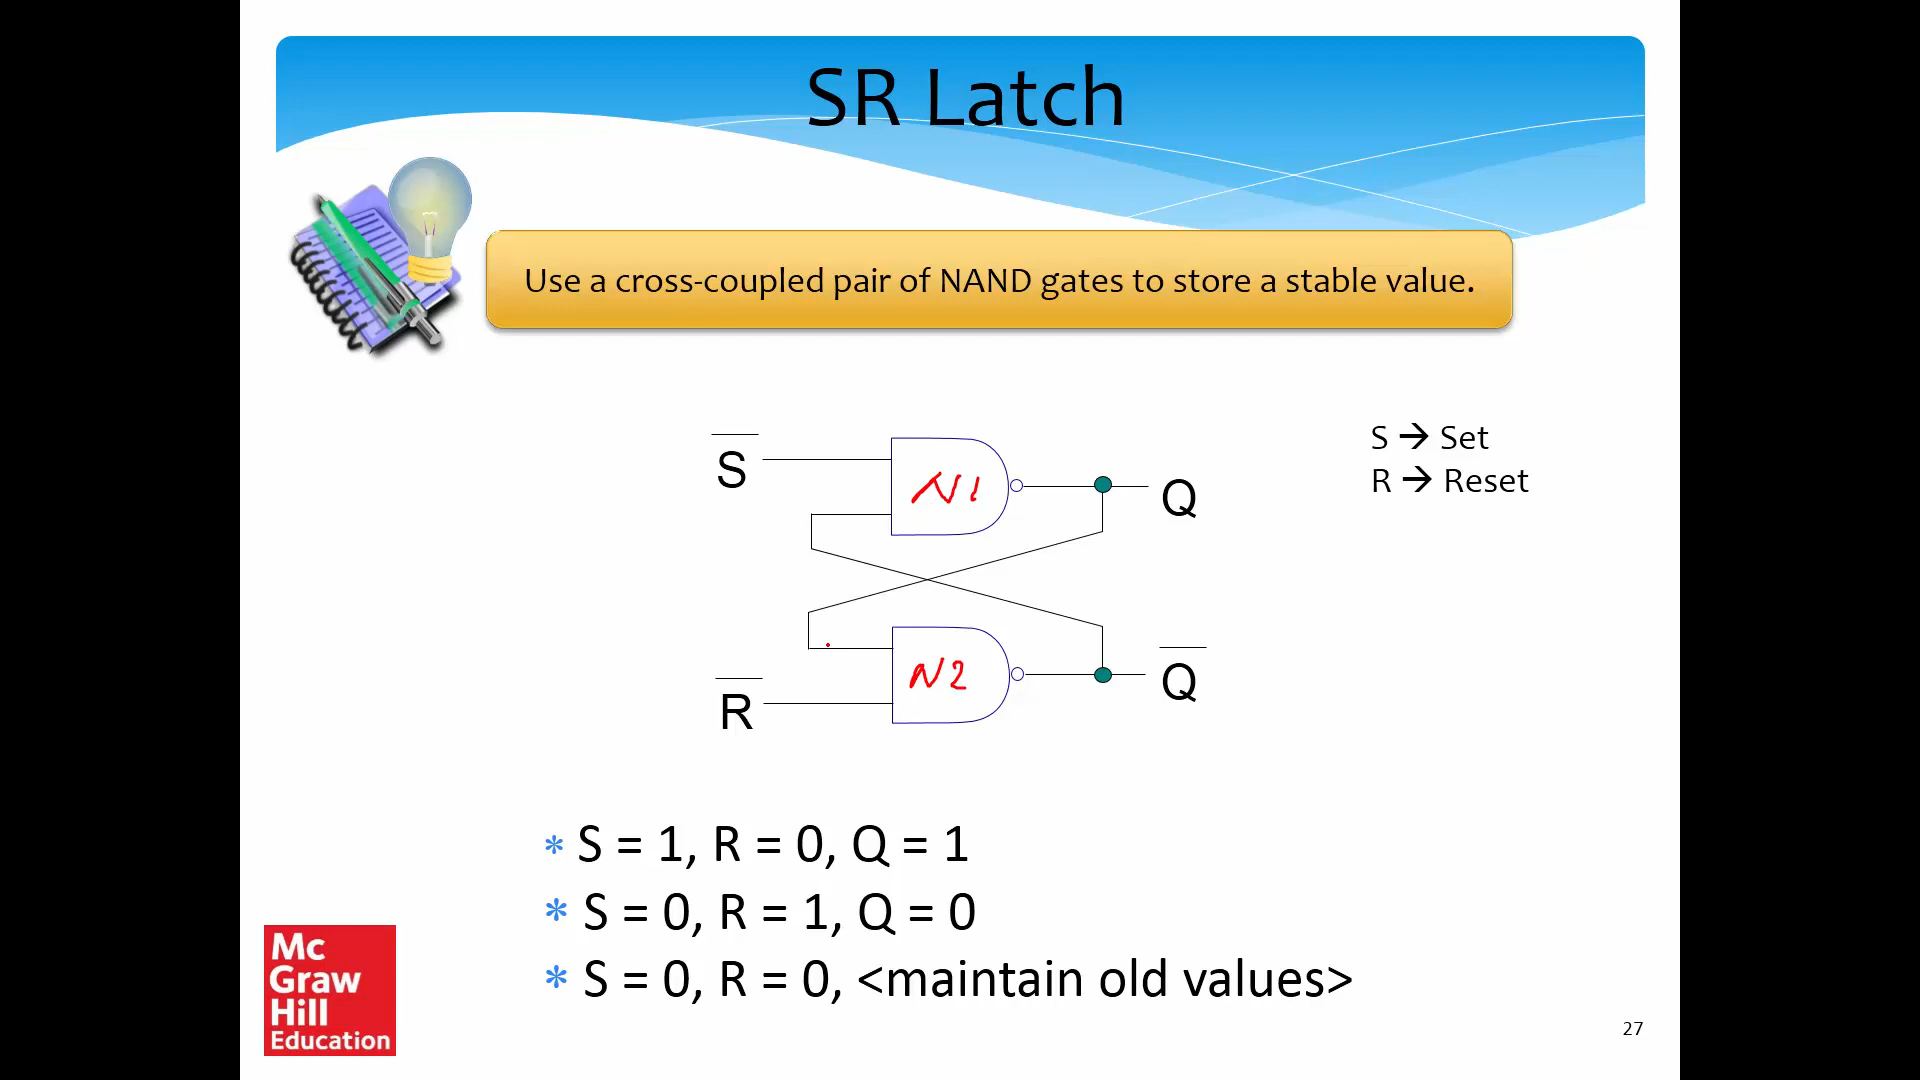 SR Latch
Use a cross-coupled pair of NAND gates to store a stable value.
S → Set
R → Reset
S̅
N1
Q
N2
R̅
Q̅
* S = 1, R = 0, Q = 1
* S = 0, R = 1, Q = 0
* S = 0, R = 0, <maintain old values>
Mc
Graw
Hill
Education
27